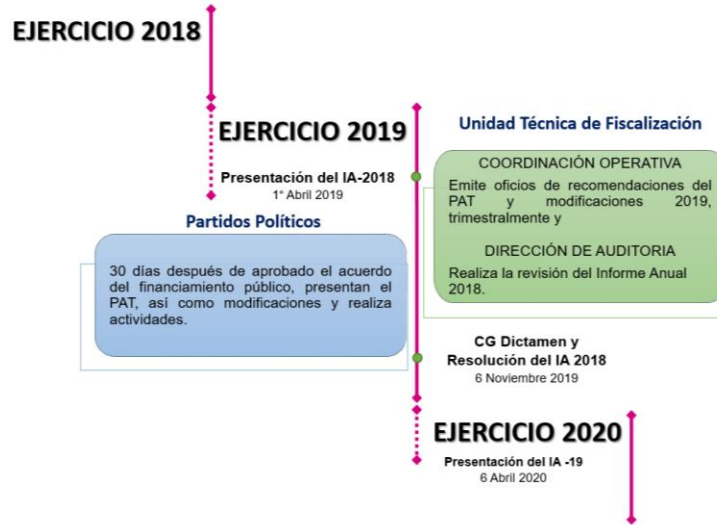 EJERCICIO 2018
EJERCICIO 2019
Presentación del IA-2018
1° Abril 2019
Partidos Políticos
30 días después de aprobado el acuerdo
del financiamiento público, presentan el
PAT, así como modificaciones y realiza
actividades.
Unidad Técnica de Fiscalización
COORDINACIÓN OPERATIVA
Emite oficios de recomendaciones del
PAT y modificaciones 2019,
trimestralmente y
DIRECCIÓN DE AUDITORIA
Realiza la revisión del Informe Anual
2018.
CG Dictamen y
Resolución del IA 2018
6 Noviembre 2019
EJERCICIO 2020
Presentación del IA -19
6 Abril 2020